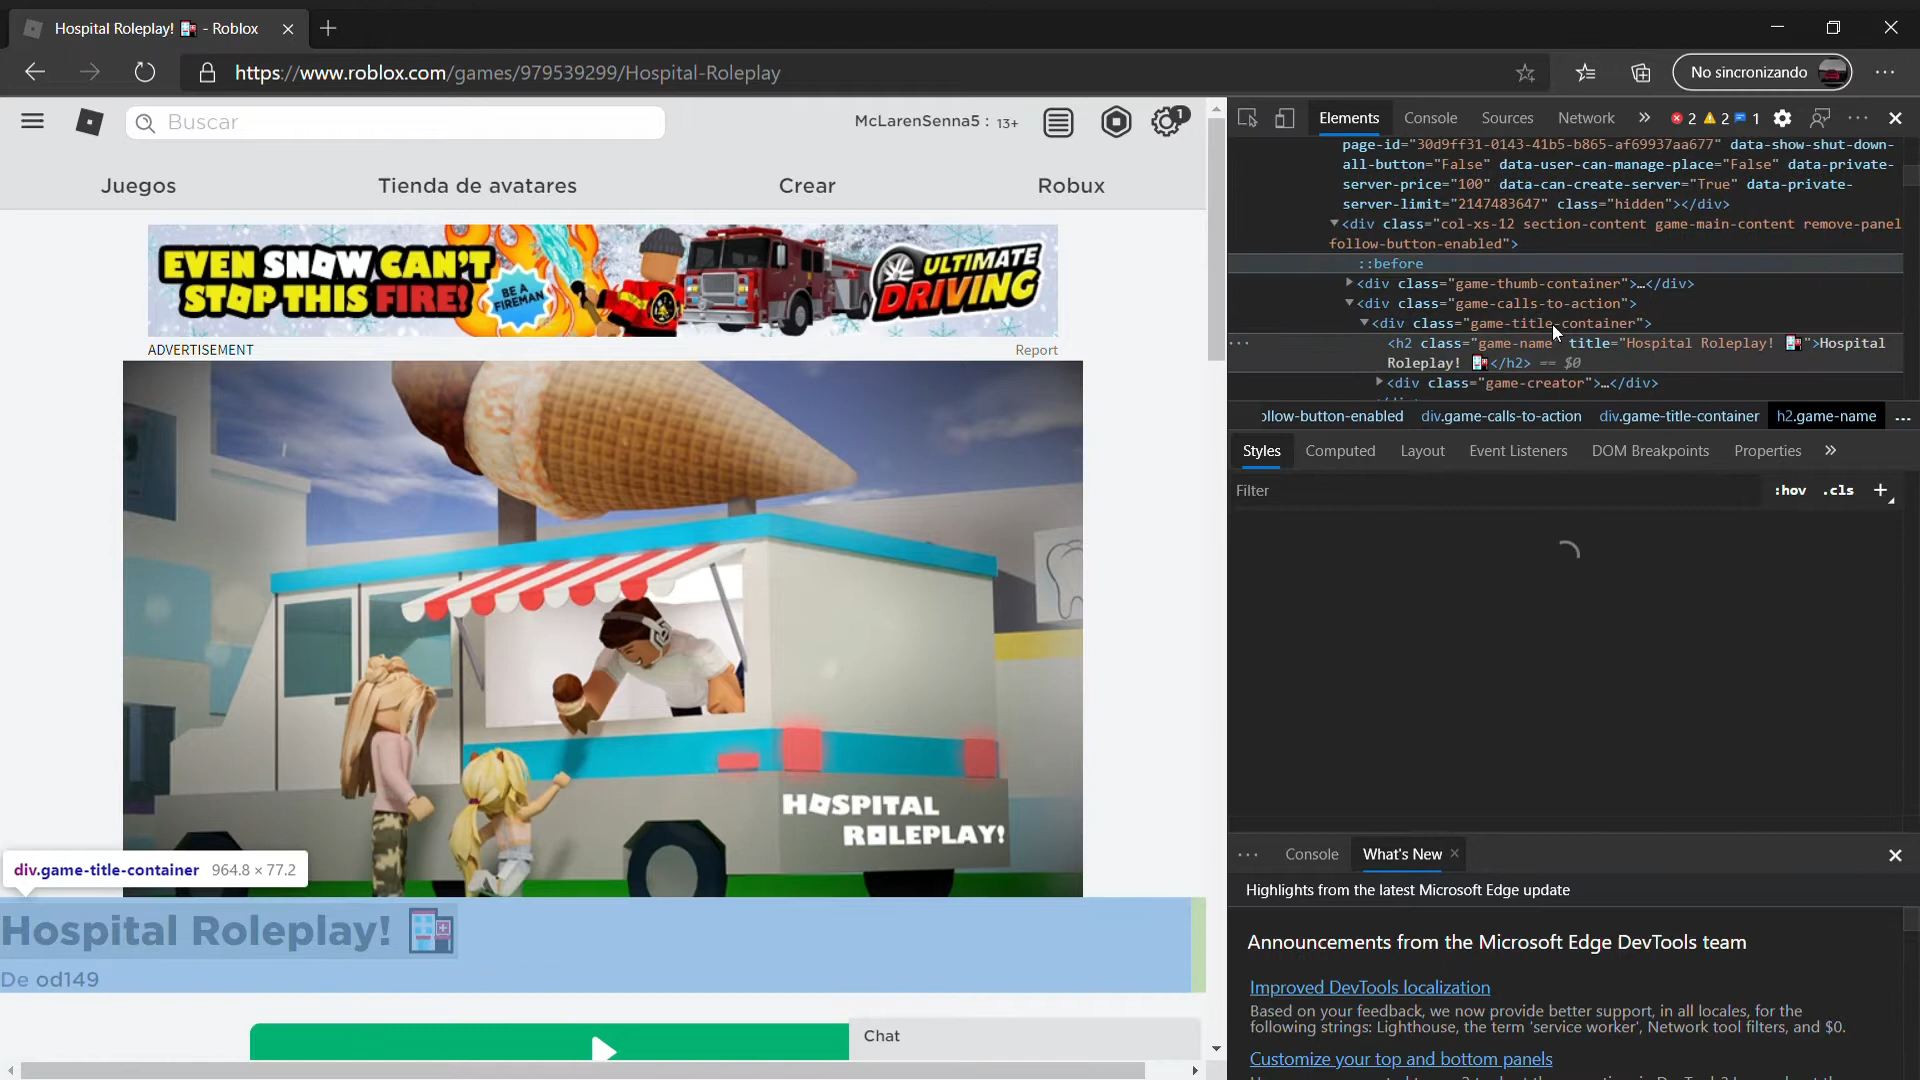 Hospital Roleplay! 🏥 - Roblox
https://www.roblox.com/games/979539299/Hospital-Roleplay
No sincronizando
Buscar
McLarenSenna5 : 13+
1
Juegos
Tienda de avatares
Crear
Robux
EVEN SNOW CAN'T
STOP THIS FIRE!
BE A
FIREMAN
ULTIMATE
DRIVING
ADVERTISEMENT
Report
HOSPITAL
ROLEPLAY!
div.game-title-container 964.8 × 77.2
Hospital Roleplay! 🏥
De od149
Chat
Elements
Console
Sources
Network
2
2
1
page-id="30d9ff31-0143-41b5-b865-af69937aa677" data-show-shut-down-
all-button="False" data-user-can-manage-place="False" data-private-
server-price="100" data-can-create-server="True" data-private-
server-limit="2147483647" class="hidden"></div>
<div class="col-xs-12 section-content game-main-content remove-panel
follow-button-enabled">
::before
<div class="game-thumb-container">…</div>
<div class="game-calls-to-action">
<div class="game-title-container">
<h2 class="game-name" title="Hospital Roleplay! 🏥">Hospital
Roleplay! 🏥</h2> == $0
<div class="game-creator">…</div>
ollow-button-enabled
div.game-calls-to-action
div.game-title-container
h2.game-name
...
Styles
Computed
Layout
Event Listeners
DOM Breakpoints
Properties
Filter
:hov
.cls
Console
What's New
Highlights from the latest Microsoft Edge update
Announcements from the Microsoft Edge DevTools team
Improved DevTools localization
Based on your feedback, we now provide better support, in all locales, for the
following strings: Lighthouse, the term 'service worker', Network tool filters, and $0.
Customize your top and bottom panels